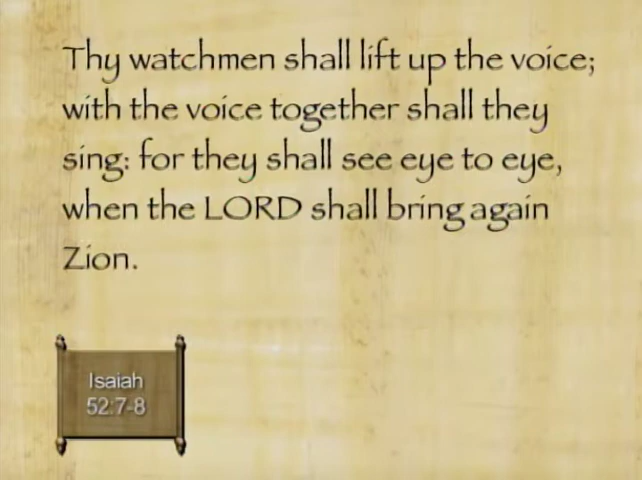 Thy watchmen shall lift up the voice;
with the voice together shall they
sing: for they shall see eye to eye,
when the LORD shall bring again
Zion.
Isaiah
52:7-8